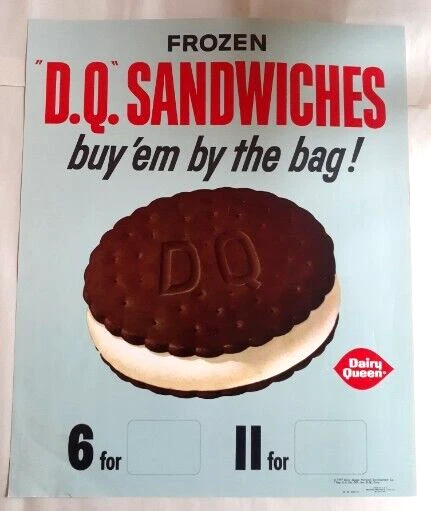 FROZEN
"D.Q." SANDWICHES
buy 'em by the bag!
D Q
Dairy
Queen®
6 for
11 for